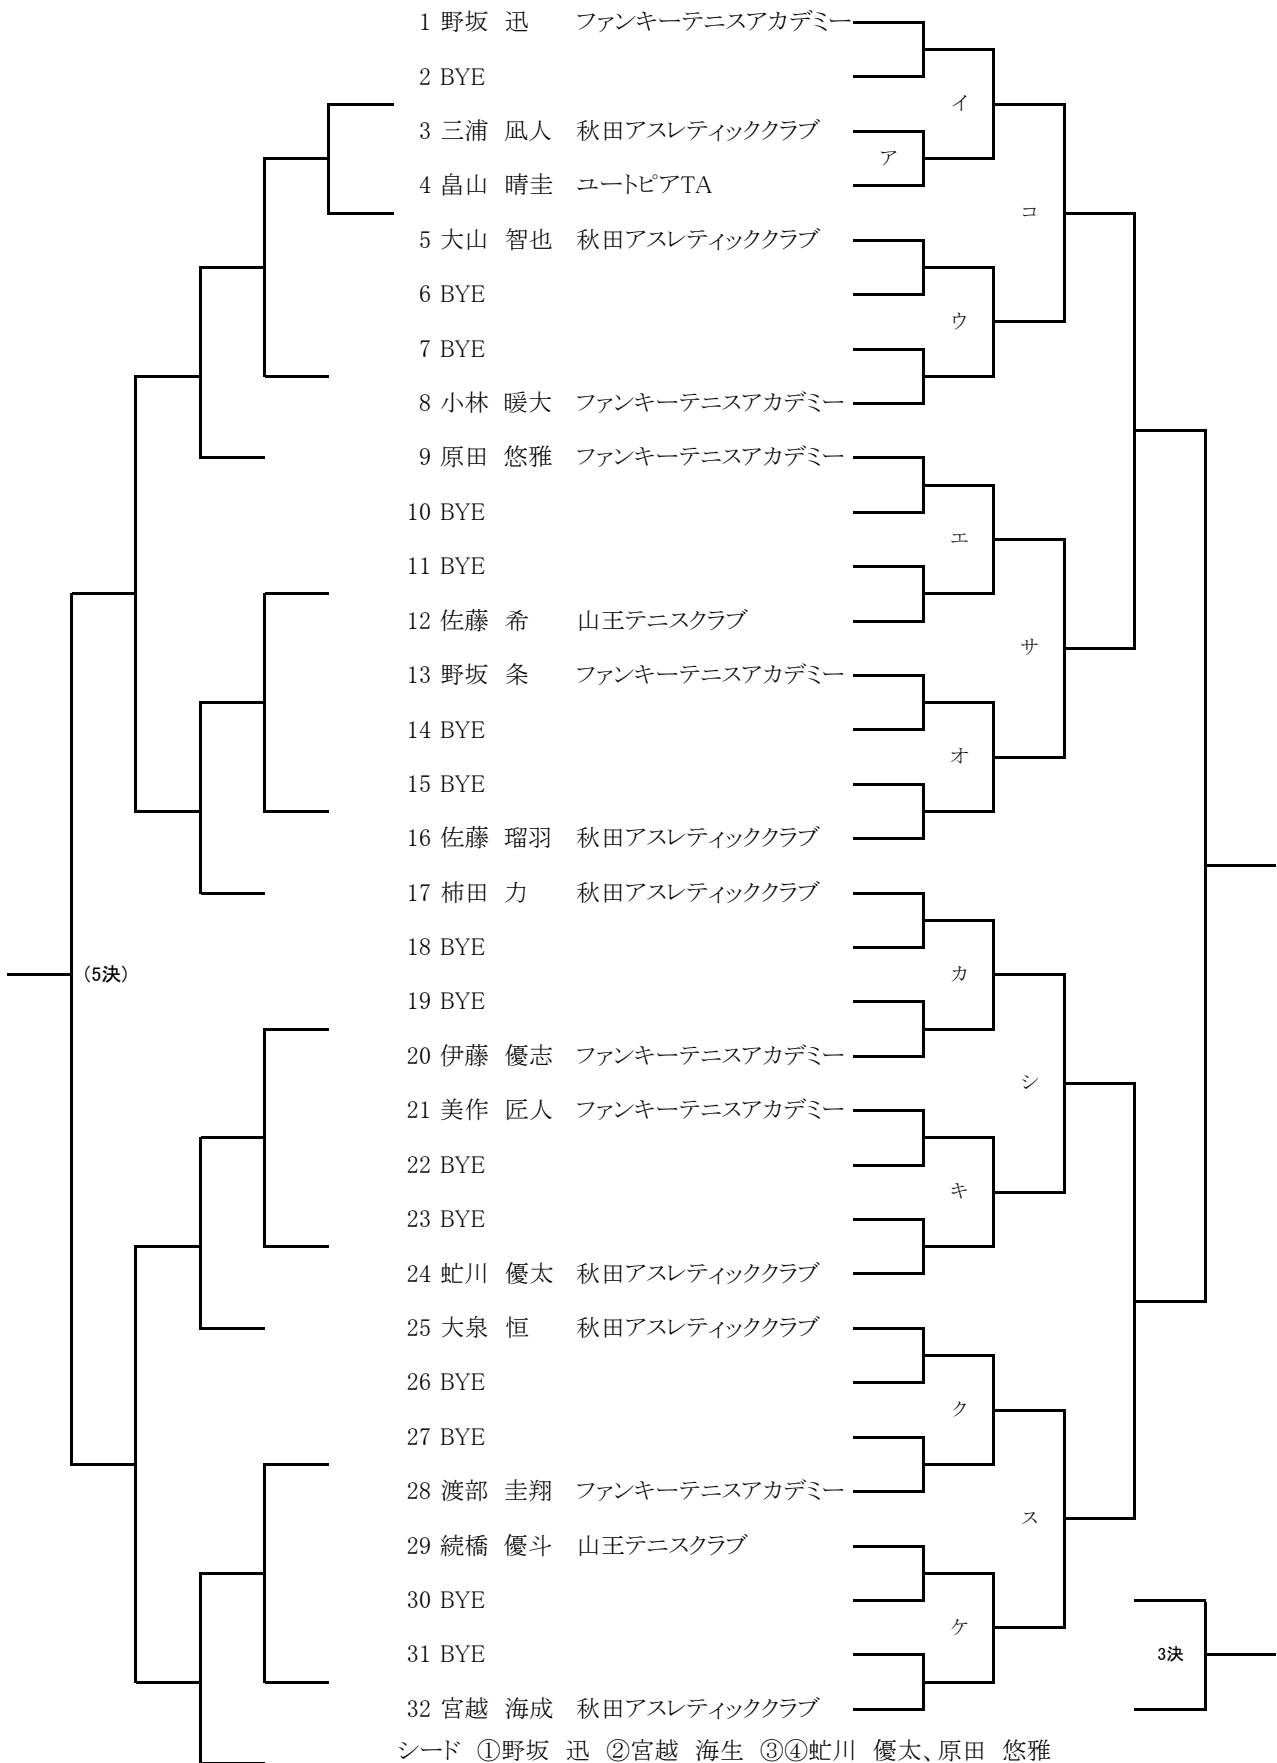 1 野坂 迅 ファンキーテニスアカデミー
2 BYE
イ
3 三浦 凪人 秋田アスレティッククラブ
ア
4 畠山 晴圭 ユートピアTA
コ
5 大山 智也 秋田アスレティッククラブ
6 BYE
ウ
7 BYE
8 小林 暖大 ファンキーテニスアカデミー
9 原田 悠雅 ファンキーテニスアカデミー
10 BYE
エ
11 BYE
12 佐藤 希 山王テニスクラブ
サ
13 野坂 条 ファンキーテニスアカデミー
14 BYE
オ
15 BYE
16 佐藤 瑠羽 秋田アスレティッククラブ
17 柿田 力 秋田アスレティッククラブ
18 BYE
(5決)
カ
19 BYE
20 伊藤 優志 ファンキーテニスアカデミー
シ
21 美作 匠人 ファンキーテニスアカデミー
22 BYE
キ
23 BYE
24 虻川 優太 秋田アスレティッククラブ
25 大泉 恒 秋田アスレティッククラブ
26 BYE
ク
27 BYE
28 渡部 圭翔 ファンキーテニスアカデミー
ス
29 続橋 優斗 山王テニスクラブ
30 BYE
ケ
31 BYE
3決
32 宮越 海成 秋田アスレティッククラブ
シード ①野坂 迅 ②宮越 海生 ③④虻川 優太、原田 悠雅